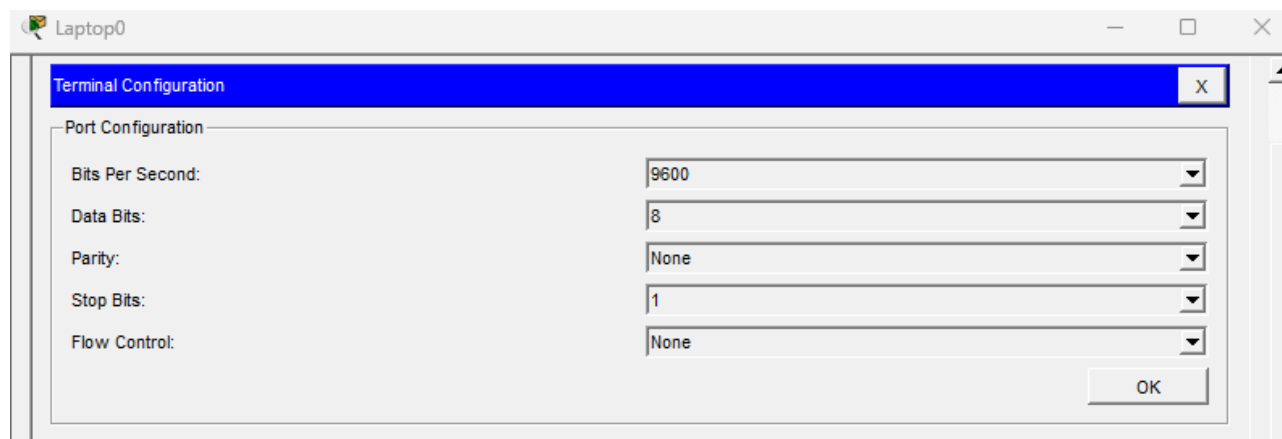 Laptop0
Terminal Configuration X
Port Configuration
Bits Per Second: 9600
Data Bits: 8
Parity: None
Stop Bits: 1
Flow Control: None
OK